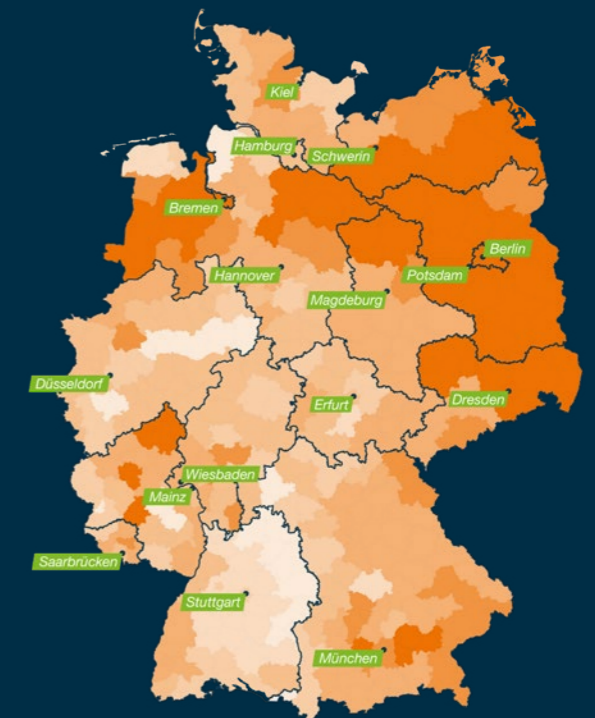 Kiel
Hamburg
Schwerin
Bremen
Berlin
Hannover
Potsdam
Magdeburg
Düsseldorf
Erfurt
Dresden
Wiesbaden
Mainz
Saarbrücken
Stuttgart
München